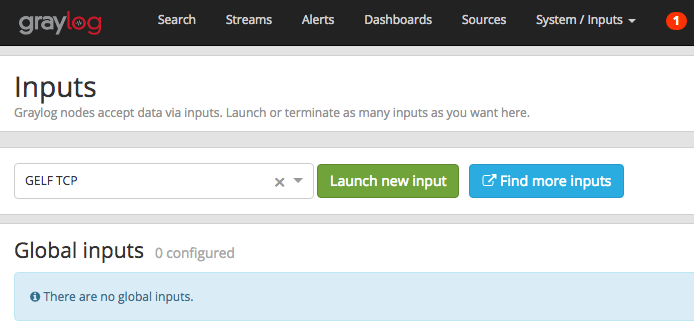 graylog Search Streams Alerts Dashboards Sources System / Inputs 1
Inputs
Graylog nodes accept data via inputs. Launch or terminate as many inputs as you want here.
GELF TCP Launch new input Find more inputs
Global inputs 0 configured
There are no global inputs.